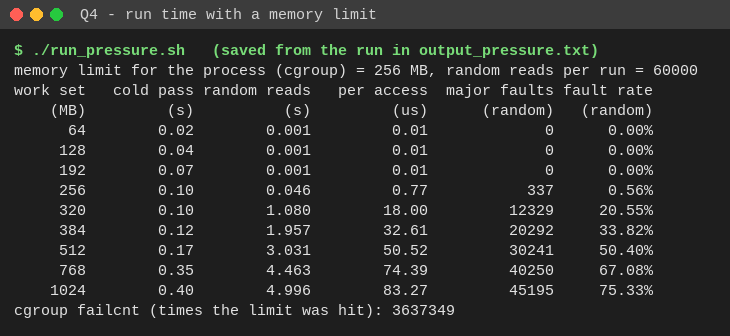 Q4 - run time with a memory limit
$ ./run_pressure.sh   (saved from the run in output_pressure.txt)
memory limit for the process (cgroup) = 256 MB, random reads per run = 60000
work set   cold pass random reads   per access  major faults fault rate
    (MB)         (s)          (s)         (us)      (random)   (random)
      64        0.02        0.001         0.01             0      0.00%
     128        0.04        0.001         0.01             0      0.00%
     192        0.07        0.001         0.01             0      0.00%
     256        0.10        0.046         0.77           337      0.56%
     320        0.10        1.080        18.00         12329     20.55%
     384        0.12        1.957        32.61         20292     33.82%
     512        0.17        3.031        50.52         30241     50.40%
     768        0.35        4.463        74.39         40250     67.08%
    1024        0.40        4.996        83.27         45195     75.33%
cgroup failcnt (times the limit was hit): 3637349